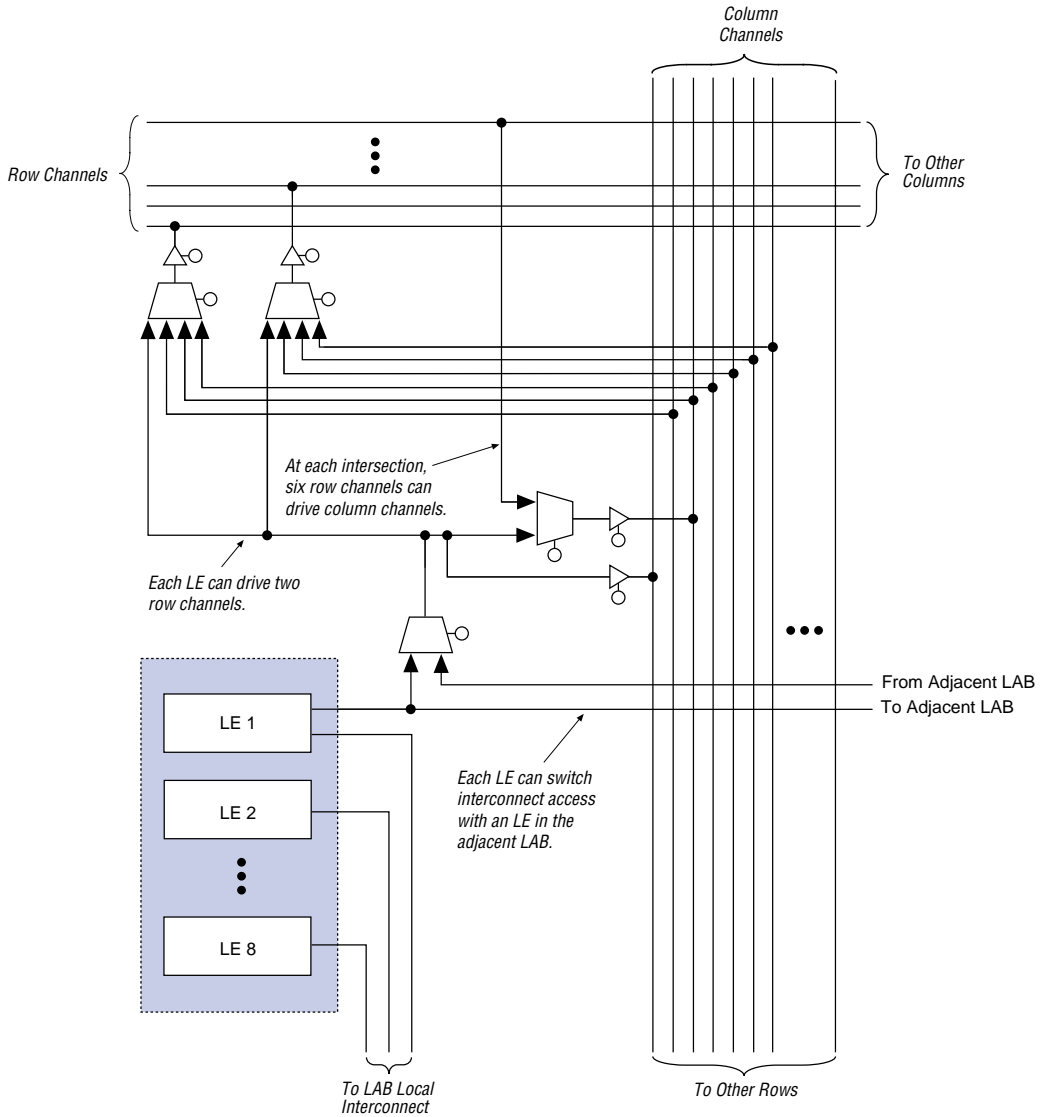 Column
Channels
Row Channels
To Other
Columns
At each intersection,
six row channels can
drive column channels.
Each LE can drive two
row channels.
From Adjacent LAB
To Adjacent LAB
LE 1
Each LE can switch
interconnect access
with an LE in the
adjacent LAB.
LE 2
LE 8
To LAB Local
Interconnect
To Other Rows